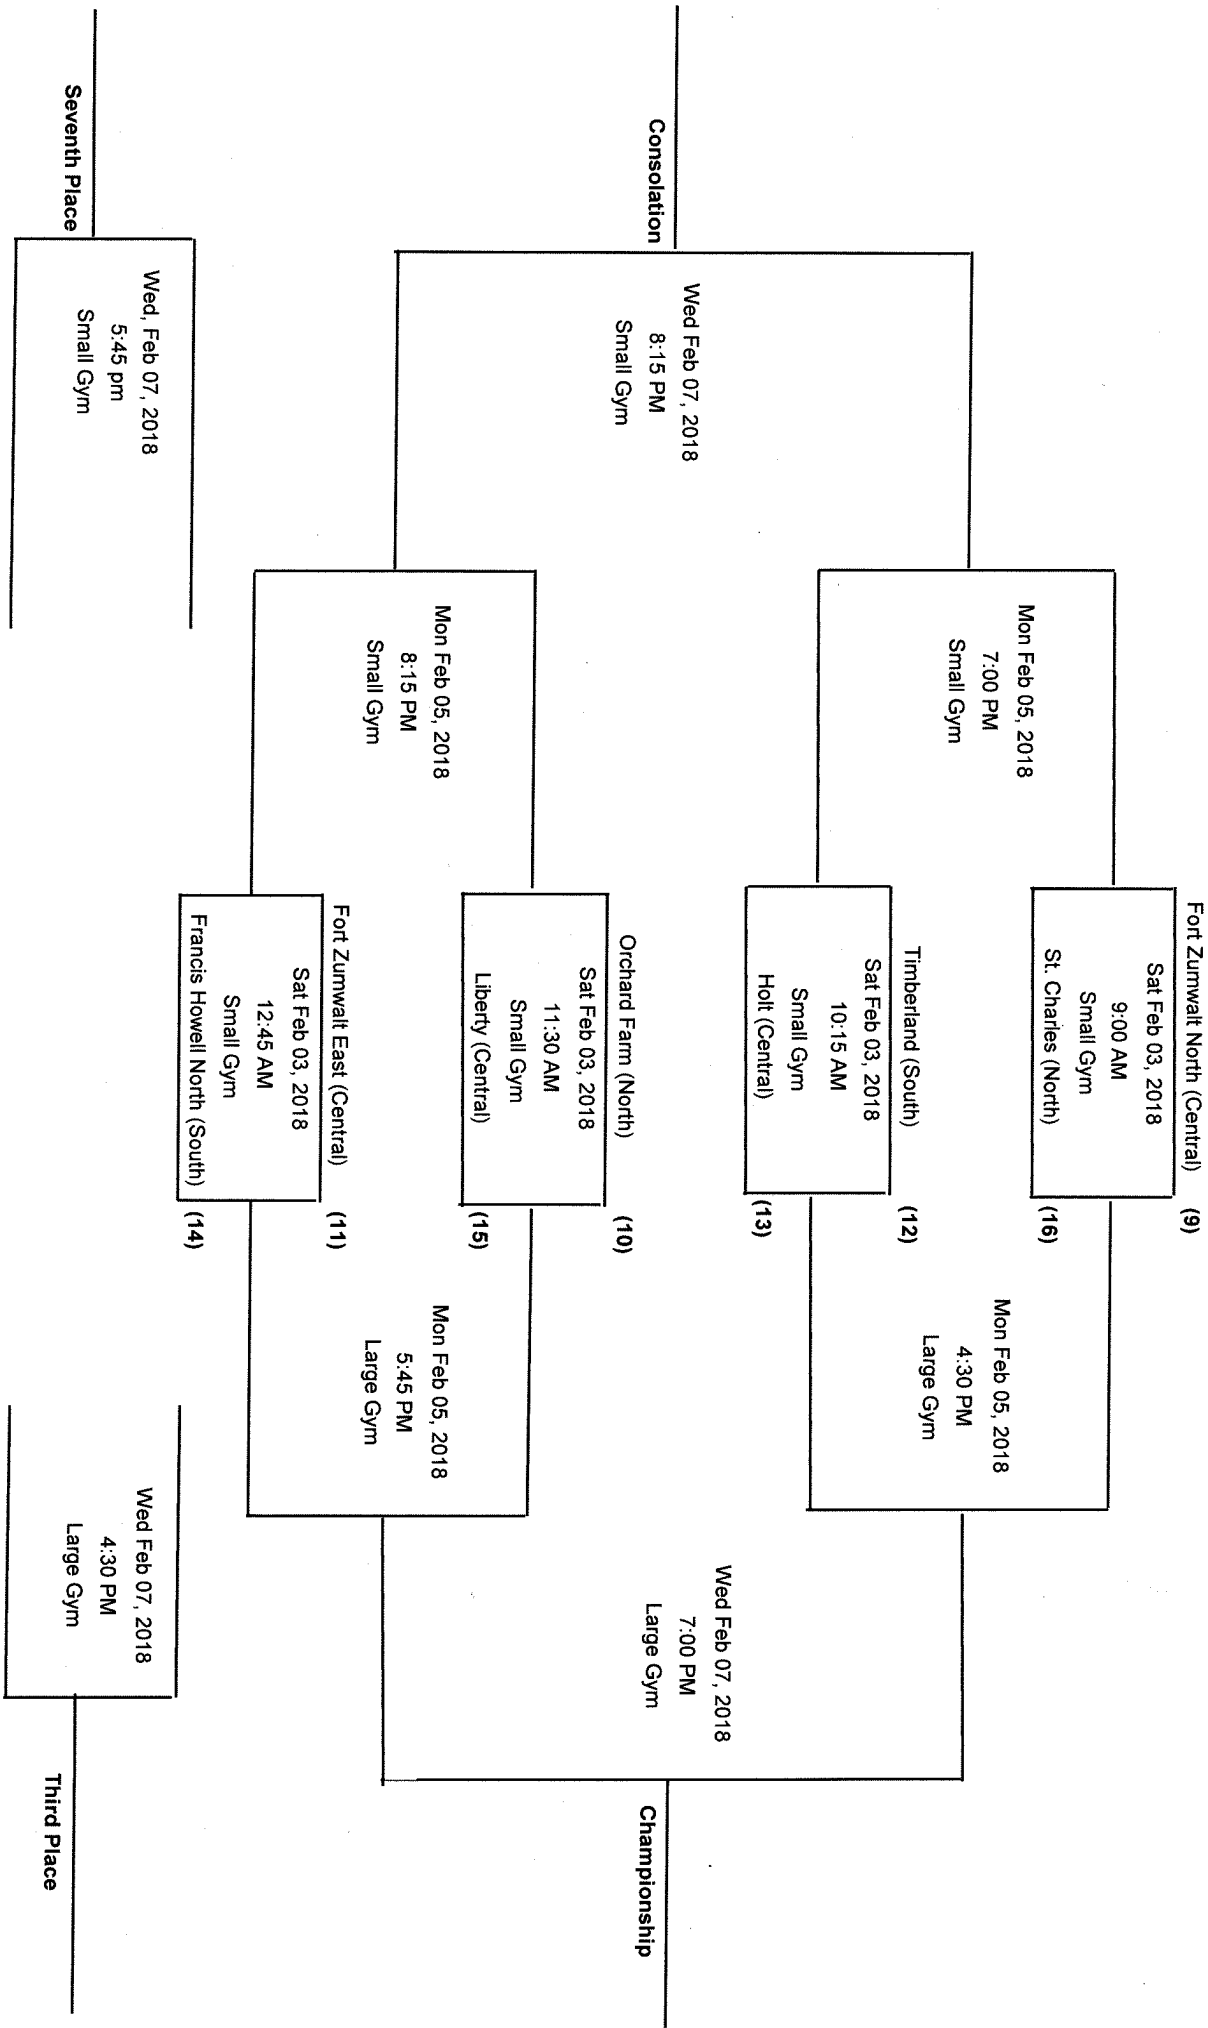 Fort Zumwalt North (Central)
(9)
Sat Feb 03, 2018
9:00 AM
Small Gym
St. Charles (North)
(16)
Mon Feb 05, 2018
7:00 PM
Small Gym
Mon Feb 05, 2018
4:30 PM
Large Gym
Timberland (South)
(12)
Sat Feb 03, 2018
10:15 AM
Small Gym
Holt (Central)
(13)
Wed Feb 07, 2018
8:15 PM
Small Gym
Consolation
Wed Feb 07, 2018
7:00 PM
Large Gym
Championship
Orchard Farm (North)
(10)
Sat Feb 03, 2018
11:30 AM
Small Gym
Liberty (Central)
(15)
Mon Feb 05, 2018
8:15 PM
Small Gym
Mon Feb 05, 2018
5:45 PM
Large Gym
Fort Zumwalt East (Central)
(11)
Sat Feb 03, 2018
12:45 AM
Small Gym
Francis Howell North (South)
(14)
Wed, Feb 07, 2018
5:45 pm
Small Gym
Seventh Place
Wed Feb 07, 2018
4:30 PM
Large Gym
Third Place